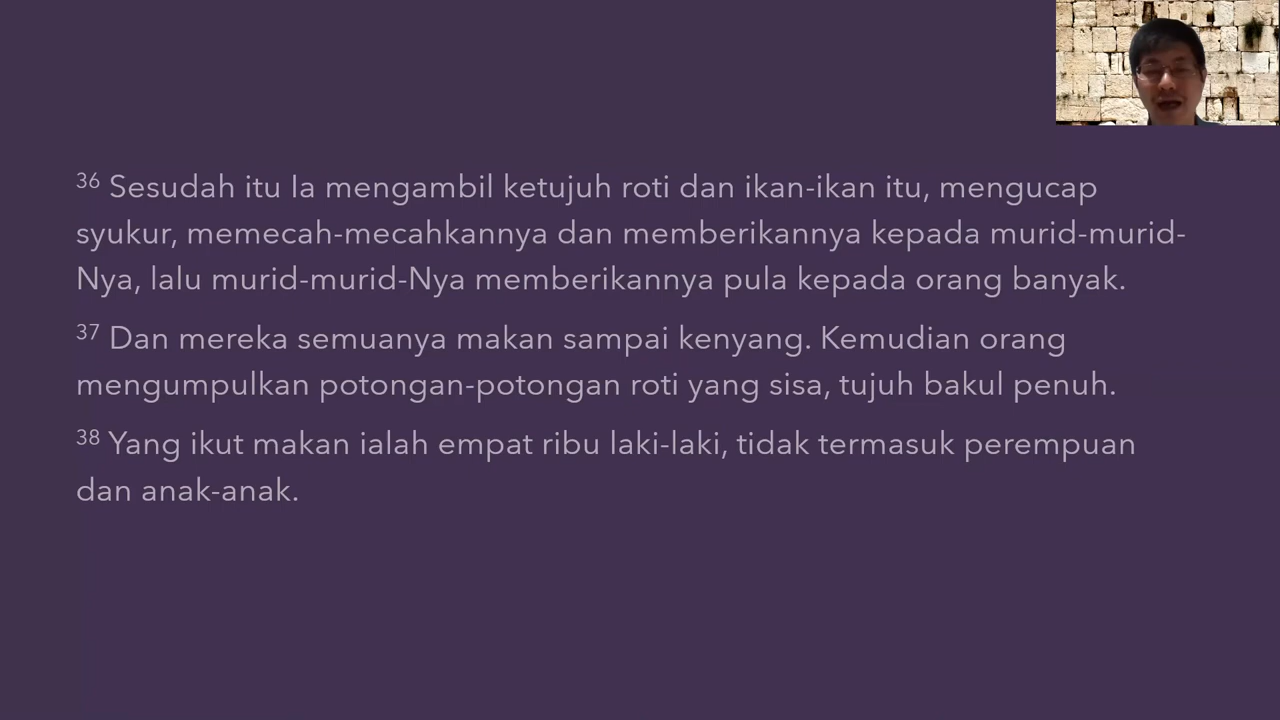 36 Sesudah itu Ia mengambil ketujuh roti dan ikan-ikan itu, mengucap
syukur, memecah-mecahkannya dan memberikannya kepada murid-murid-
Nya, lalu murid-murid-Nya memberikannya pula kepada orang banyak.
37 Dan mereka semuanya makan sampai kenyang. Kemudian orang
mengumpulkan potongan-potongan roti yang sisa, tujuh bakul penuh.
38 Yang ikut makan ialah empat ribu laki-laki, tidak termasuk perempuan
dan anak-anak.